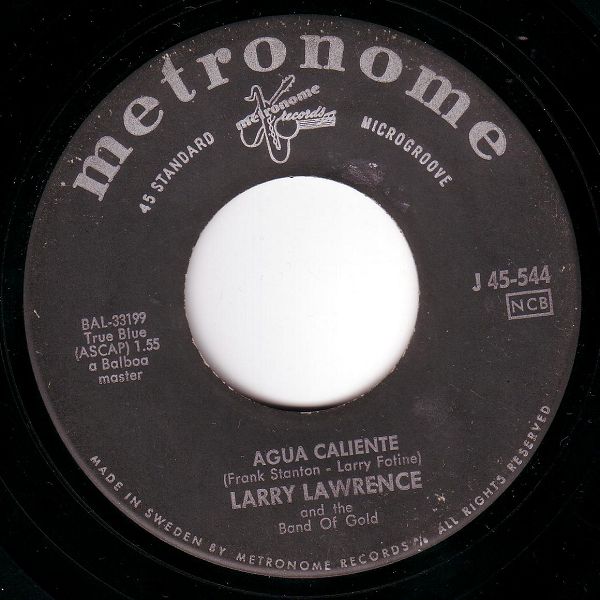 metronome
metronome
records
45 STANDARD
MICROGROOVE
J 45-544
NCB
BAL-33199
True Blue
(ASCAP) 1.55
a Balboa
master
AGUA CALIENTE
(Frank Stanton - Larry Fotine)
LARRY LAWRENCE
and the
Band Of Gold
MADE IN SWEDEN BY METRONOME RECORDS ALL RIGHTS RESERVED